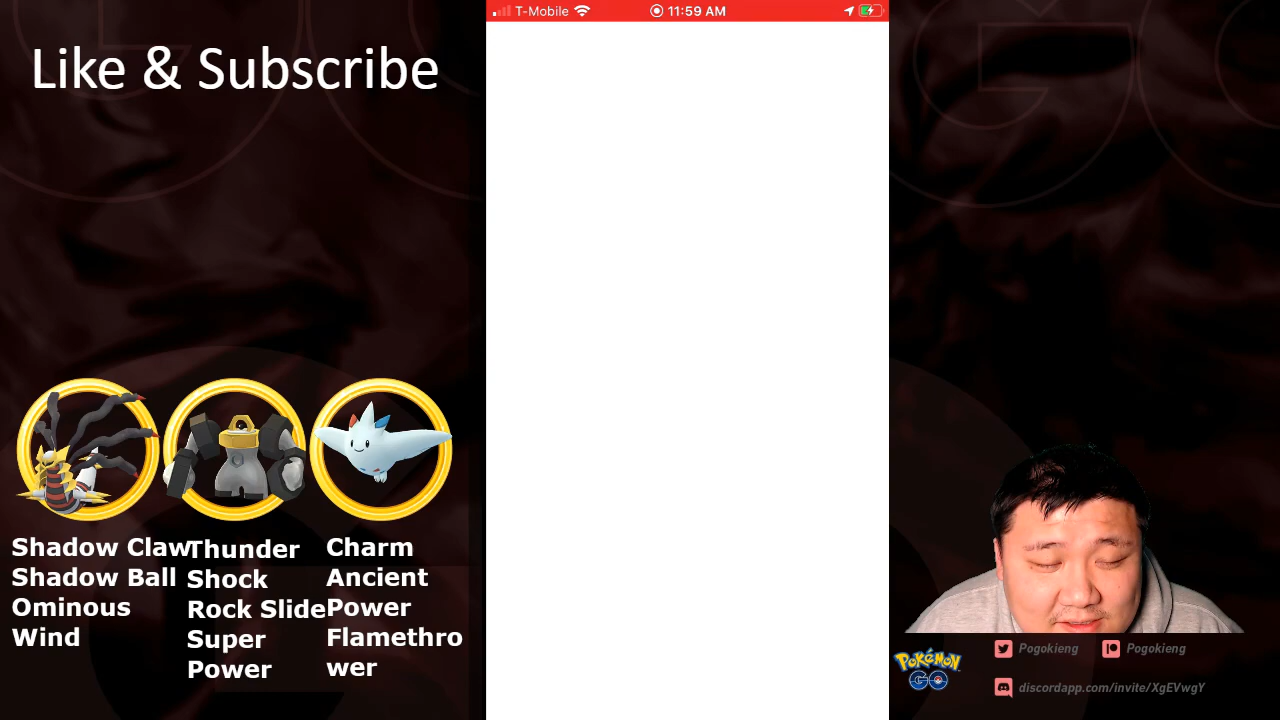 T-Mobile
11:59 AM
Like & Subscribe
Shadow Claw
Shadow Ball
Ominous
Wind
Thunder
Shock
Rock Slide
Super
Power
Charm
Ancient
Power
Flamethro
wer
POKéMON
GO
Pogokieng
Pogokieng
discordapp.com/invite/XgEVwgY